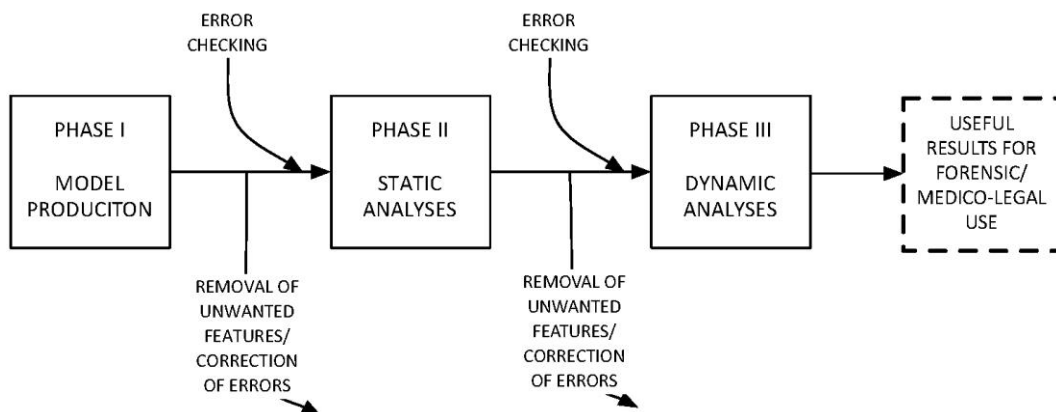 ERROR
CHECKING
ERROR
CHECKING
PHASE I
MODEL
PRODUCITON
PHASE II
STATIC
ANALYSES
PHASE III
DYNAMIC
ANALYSES
USEFUL
RESULTS FOR
FORENSIC/
MEDICO-LEGAL
USE
REMOVAL OF
UNWANTED
FEATURES/
CORRECTION
OF ERRORS
REMOVAL OF
UNWANTED
FEATURES/
CORRECTION
OF ERRORS